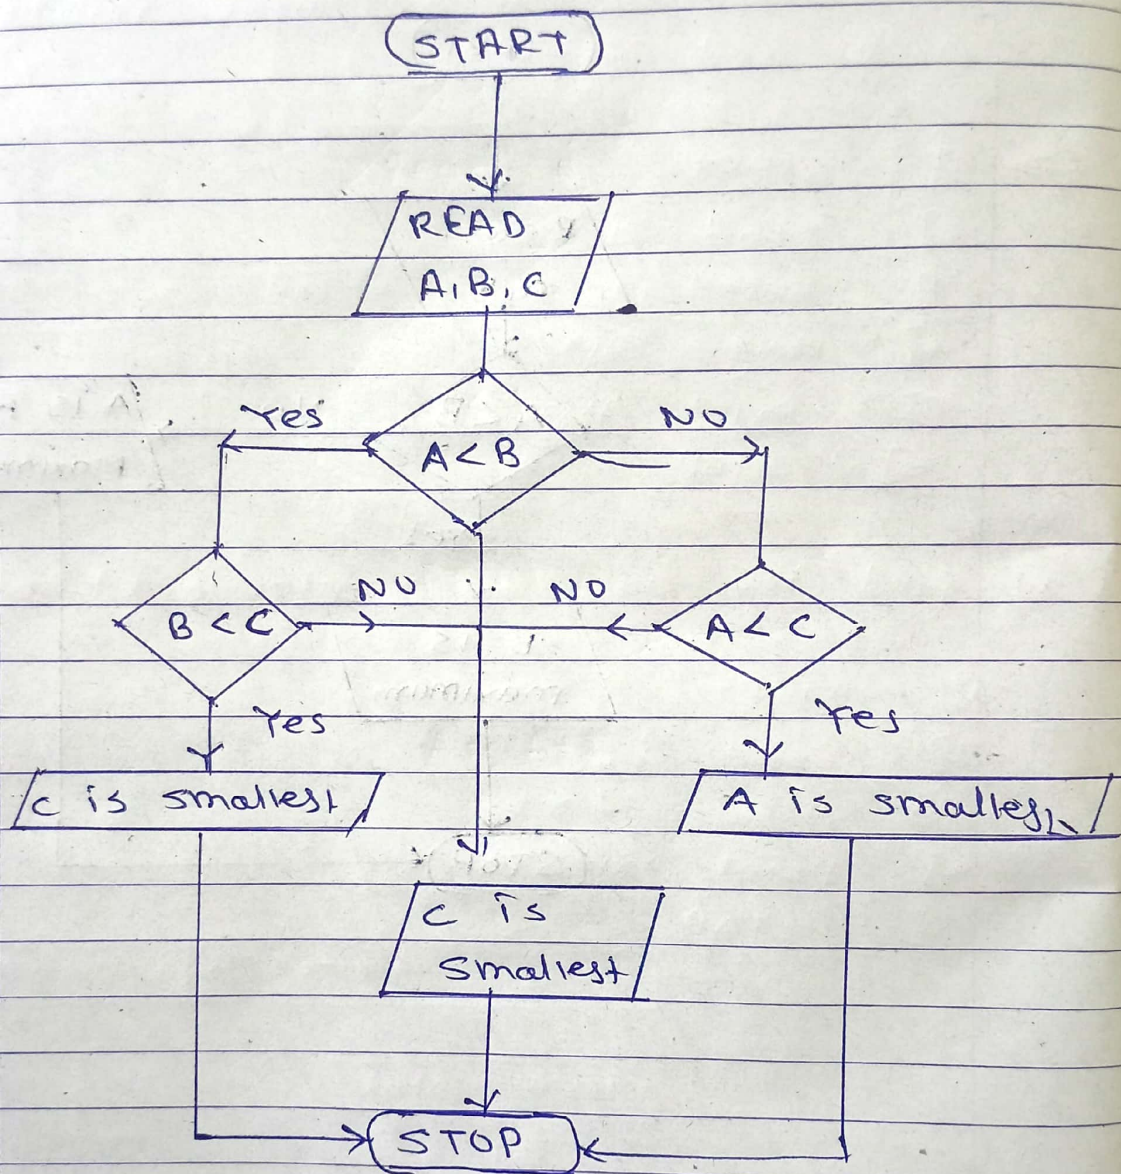 START
READ
A, B, C
Yes
A < B
NO
B < C
NO
NO
A < C
Yes
Yes
C is smallest
A is smallest
C is
smallest
STOP